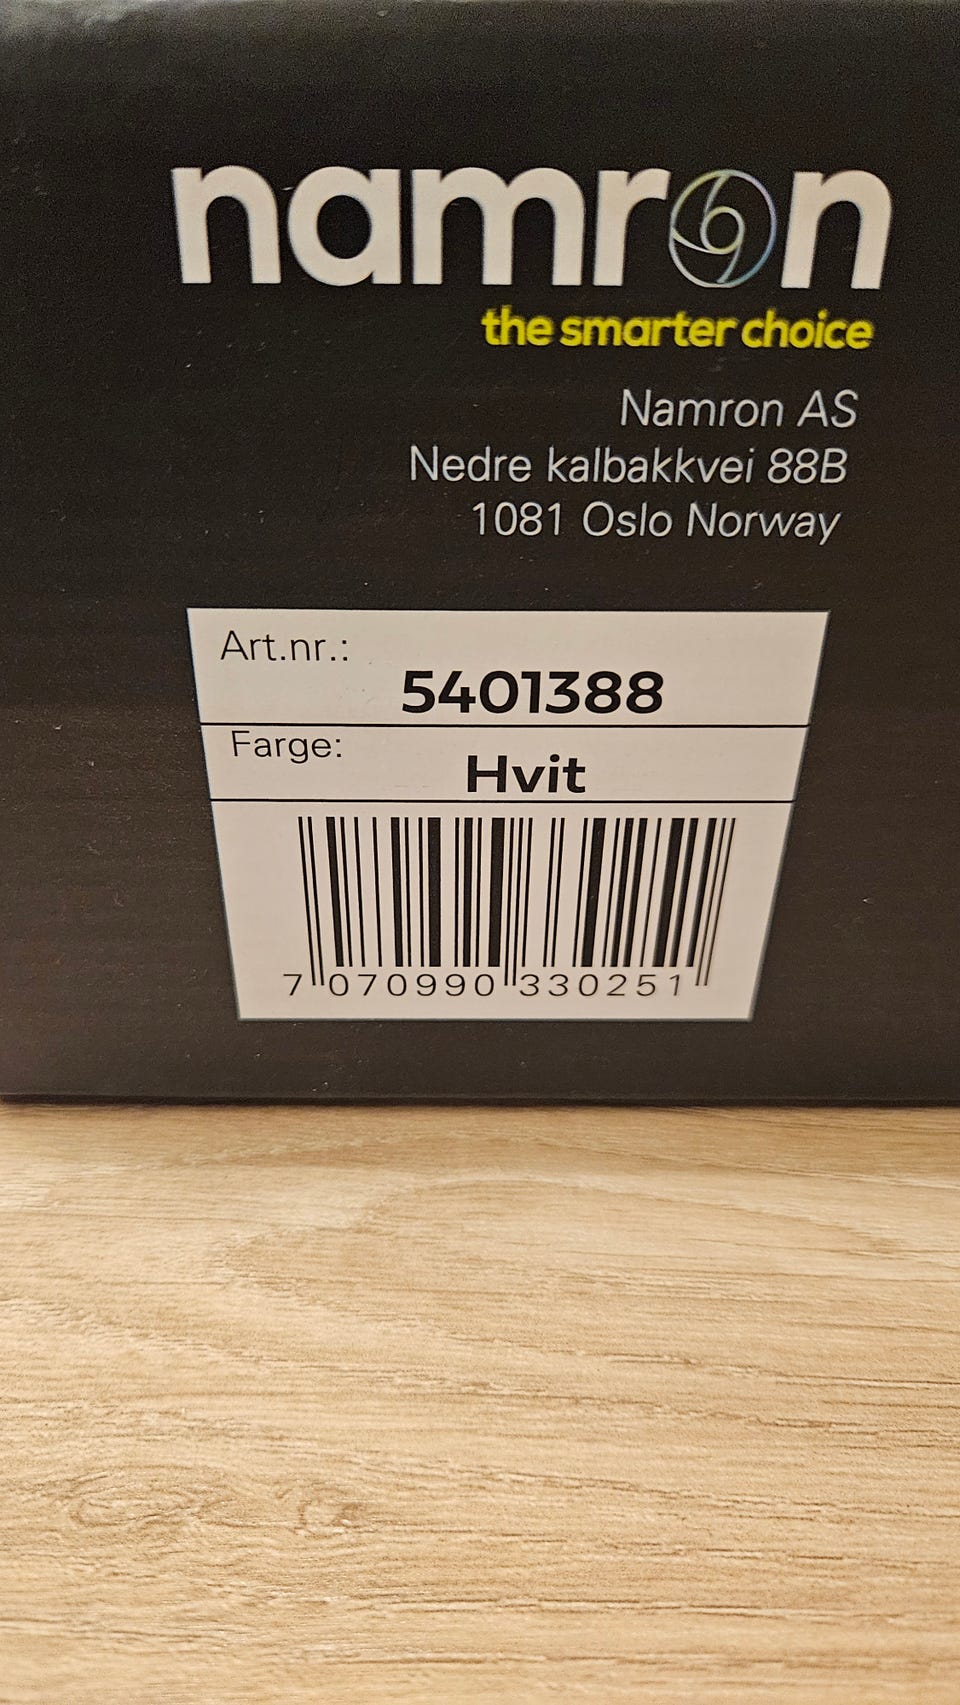 namron
the smarter choice
Namron AS
Nedre kalbakkvei 88B
1081 Oslo Norway
Art.nr.:
5401388
Farge:
Hvit
7 070990 330251